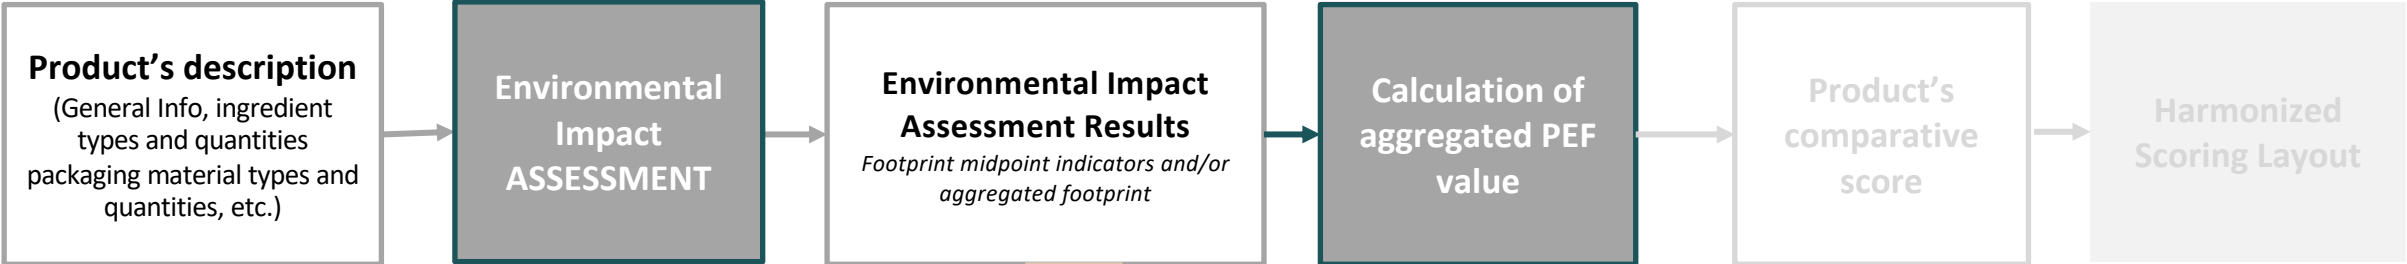 Product’s description
(General Info, ingredient
types and quantities
packaging material types and
quantities, etc.)
Environmental
Impact
ASSESSMENT
Environmental Impact
Assessment Results
Footprint midpoint indicators and/or
aggregated footprint
Calculation of
aggregated PEF
value
Product’s
comparative
score
Harmonized
Scoring Layout